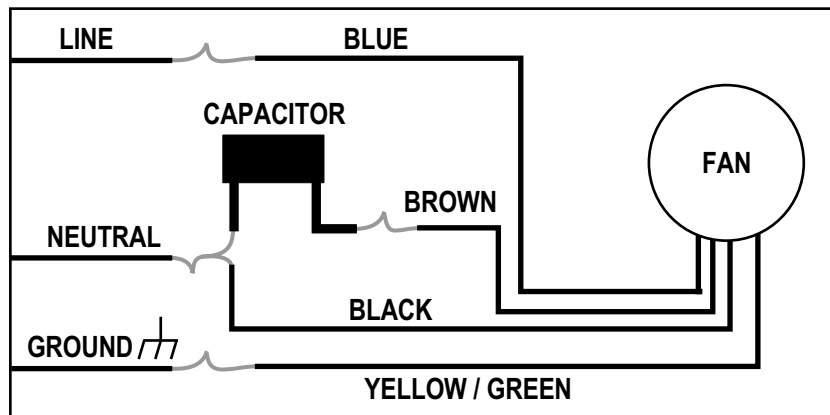 LINE
BLUE
CAPACITOR
FAN
BROWN
NEUTRAL
BLACK
GROUND
YELLOW / GREEN